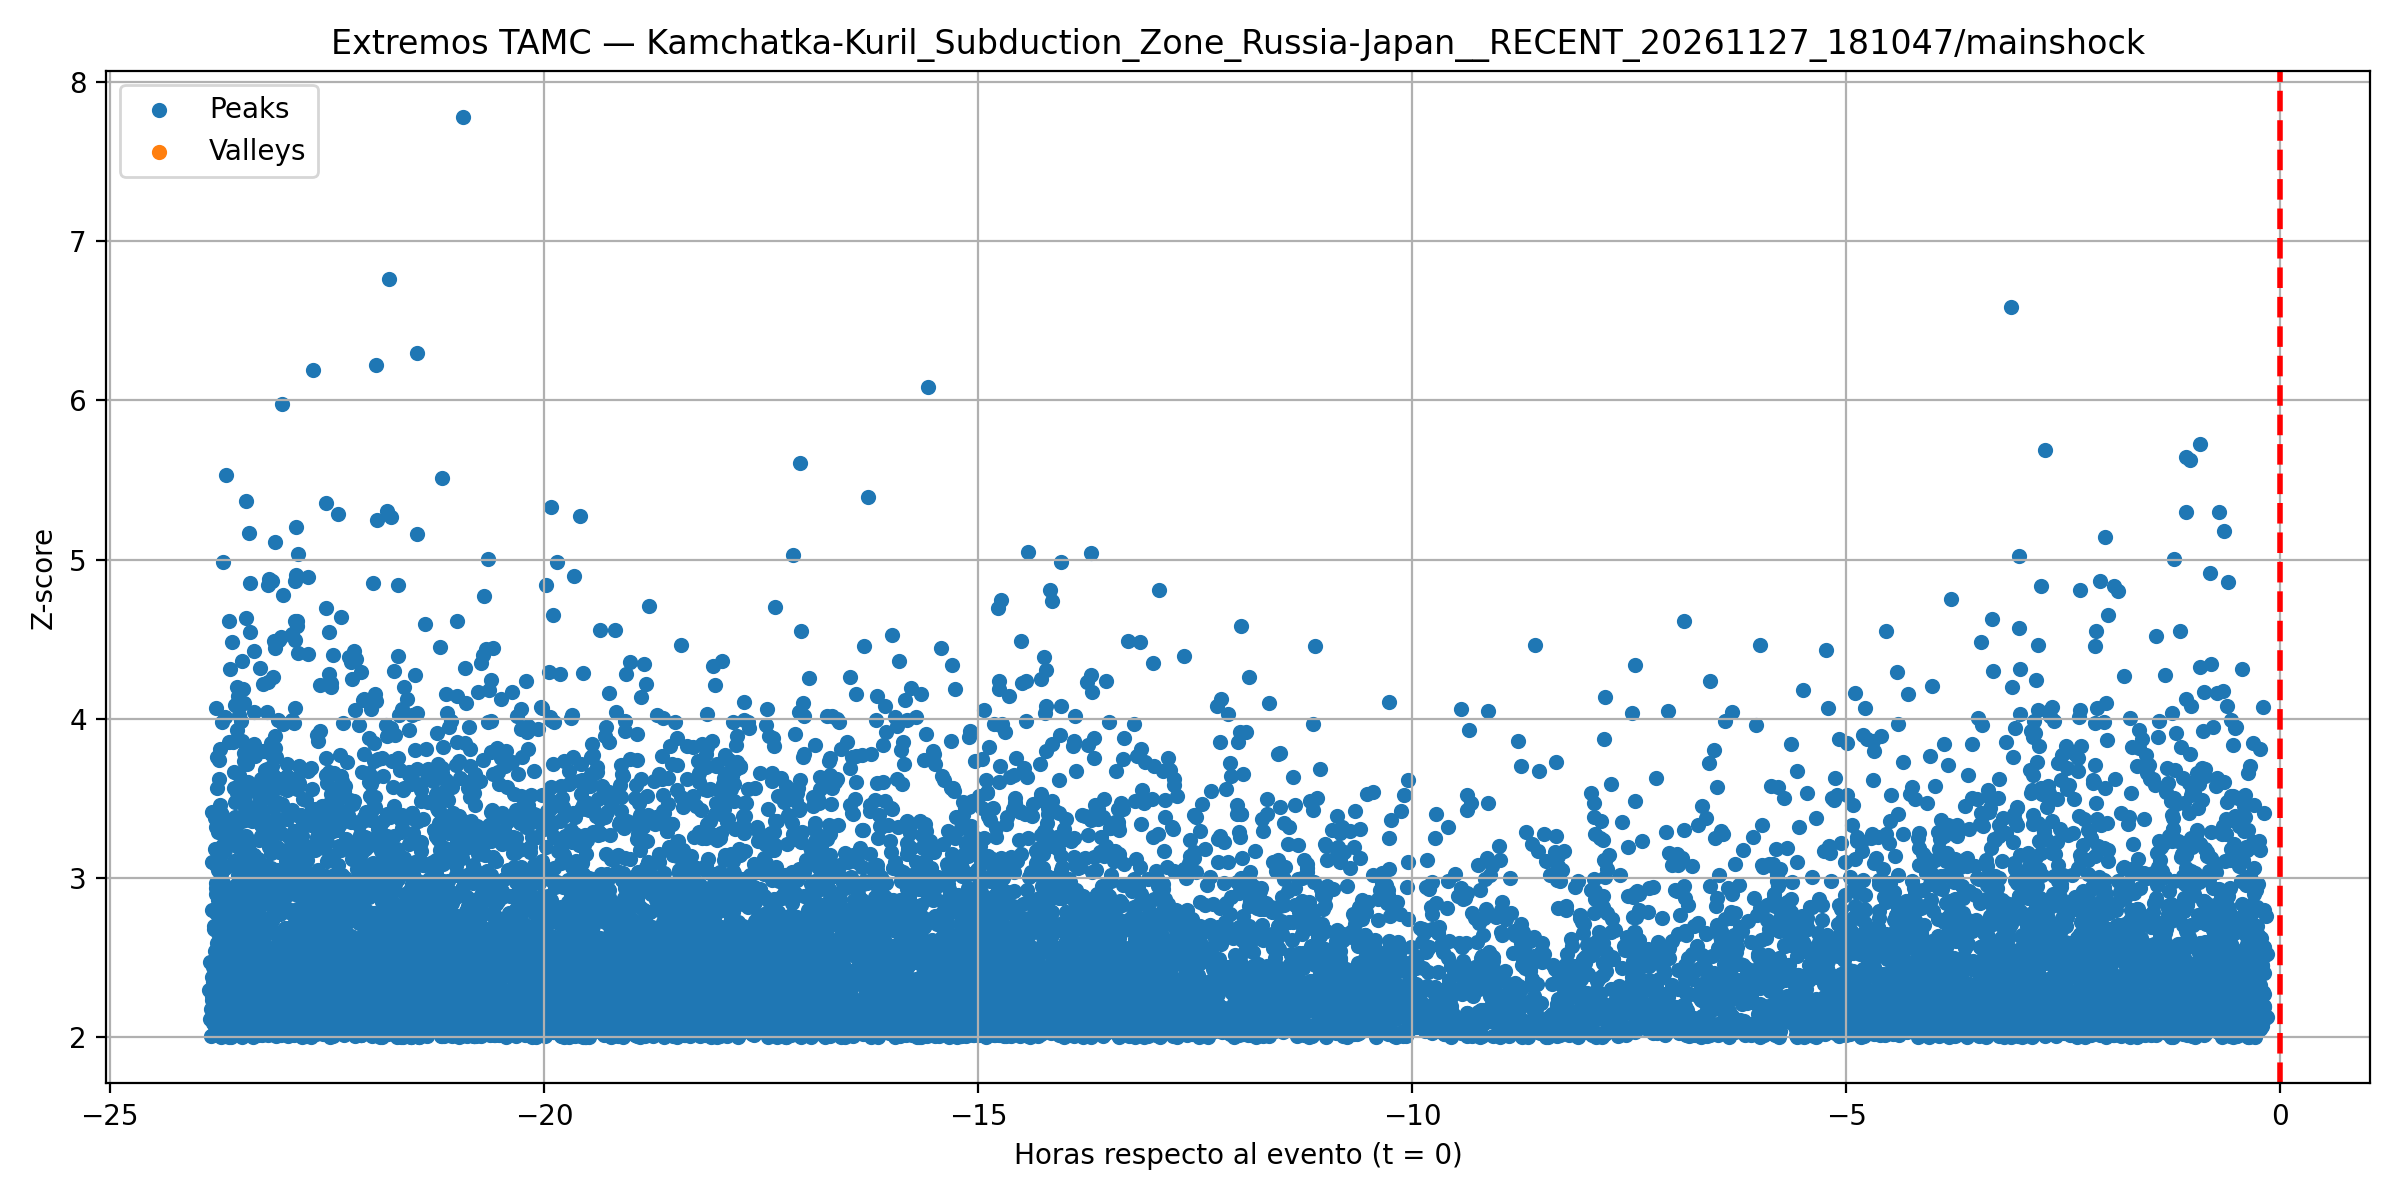 Extremos TAMC — Kamchatka-Kuril_Subduction_Zone_Russia-Japan__RECENT_20261127_181047/mainshock
Peaks
Valleys
Z-score
8
7
6
5
4
3
2
−25
−20
−15
−10
−5
0
Horas respecto al evento (t = 0)